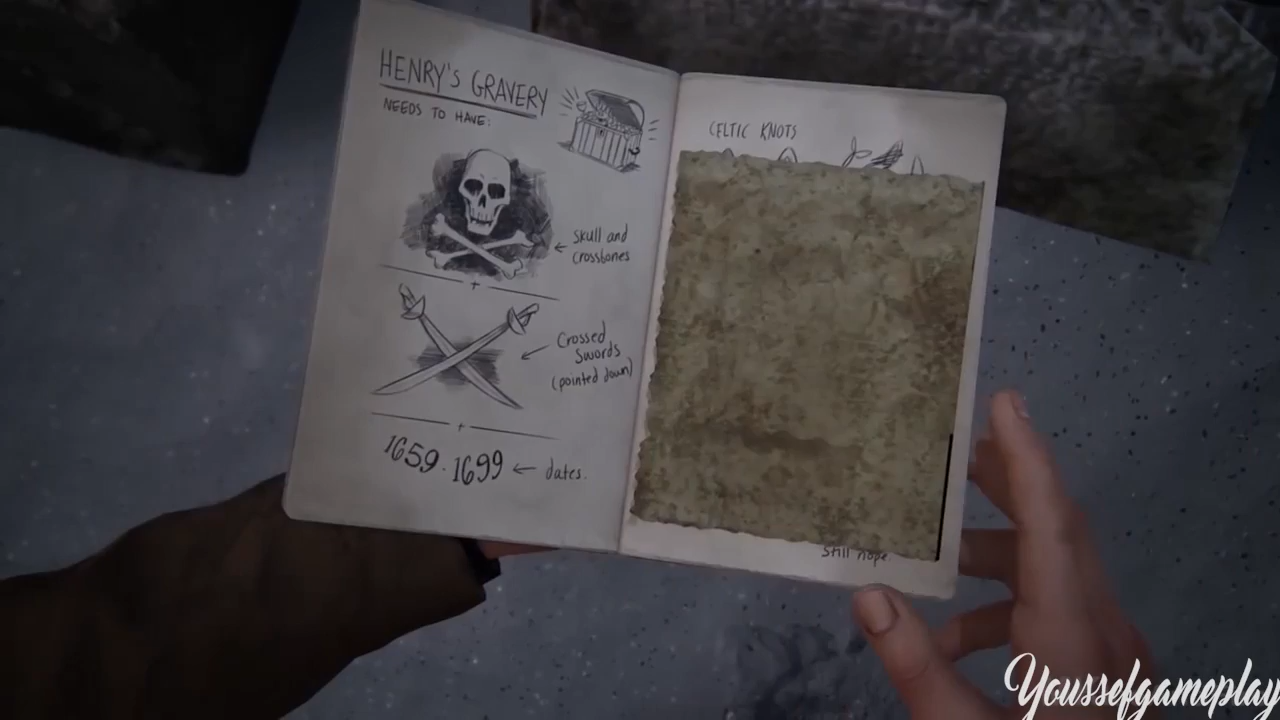 HENRY'S GRAVERY
NEEDS TO HAVE:
skull and
crossbones
+
Crossed
Swords
(pointed down)
+
1659 · 1699 ← dates.
CELTIC KNOTS
Still nope.
Youssefgameplay